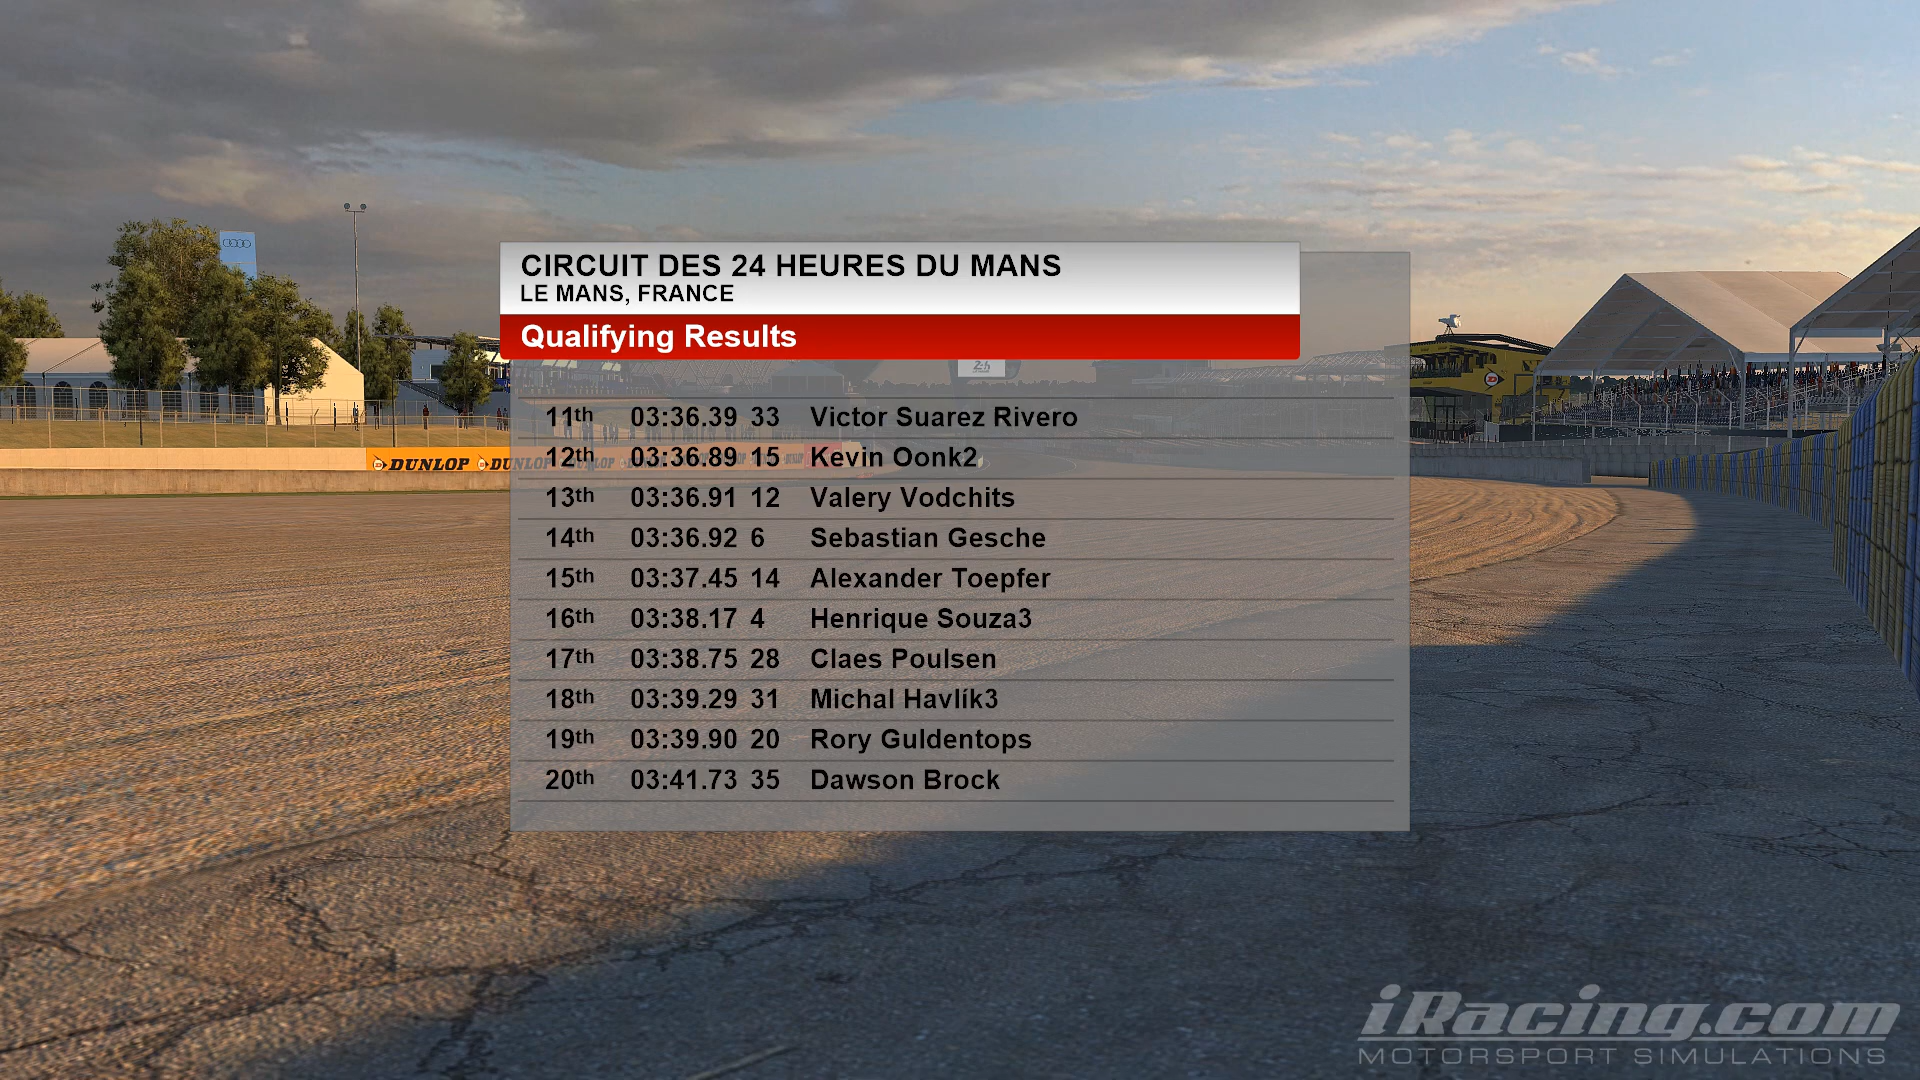 CIRCUIT DES 24 HEURES DU MANS
LE MANS, FRANCE
Qualifying Results
11th 03:36.39 33 Victor Suarez Rivero
12th 03:36.89 15 Kevin Oonk2
13th 03:36.91 12 Valery Vodchits
14th 03:36.92 6 Sebastian Gesche
15th 03:37.45 14 Alexander Toepfer
16th 03:38.17 4 Henrique Souza3
17th 03:38.75 28 Claes Poulsen
18th 03:39.29 31 Michal Havlík3
19th 03:39.90 20 Rory Guldentops
20th 03:41.73 35 Dawson Brock
DUNLOP DUNLOP DUNLOP
iRacing.com
MOTORSPORT SIMULATIONS